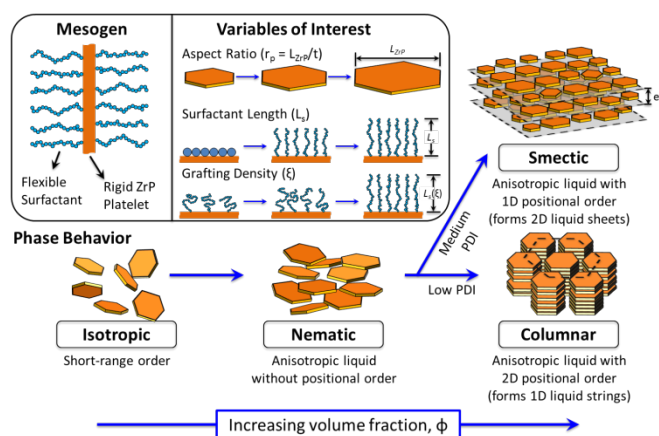 Mesogen
Flexible
Surfactant
Rigid ZrP
Platelet
Variables of Interest
Aspect Ratio (rp = LZrP/t)
LZrP
Surfactant Length (Ls)
Ls
Grafting Density (ξ)
Ls(ξ)
e
Smectic
Anisotropic liquid with
1D positional order
(forms 2D liquid sheets)
Phase Behavior
Medium
PDI
Low PDI
Isotropic
Short-range order
Nematic
Anisotropic liquid
without positional order
Columnar
Anisotropic liquid with
2D positional order
(forms 1D liquid strings)
Increasing volume fraction, ϕ